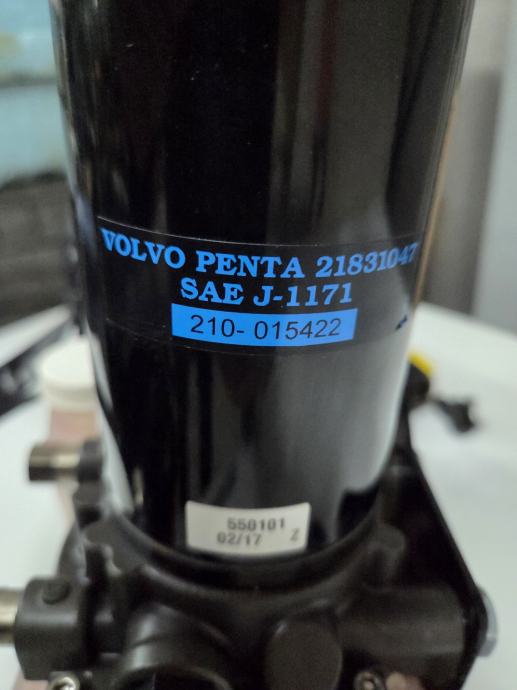 VOLVO PENTA 21831047
SAE J-1171
210- 015422
550101
02/17 Z